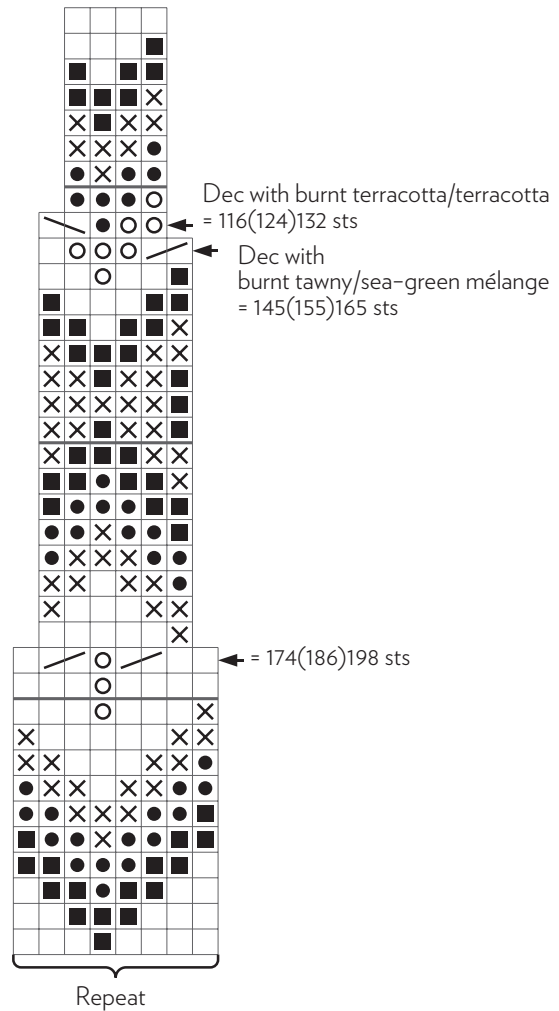 Dec with burnt terracotta/terracotta
= 116(124)132 sts
Dec with
burnt tawny/sea-green mélange
= 145(155)165 sts
= 174(186)198 sts
Repeat